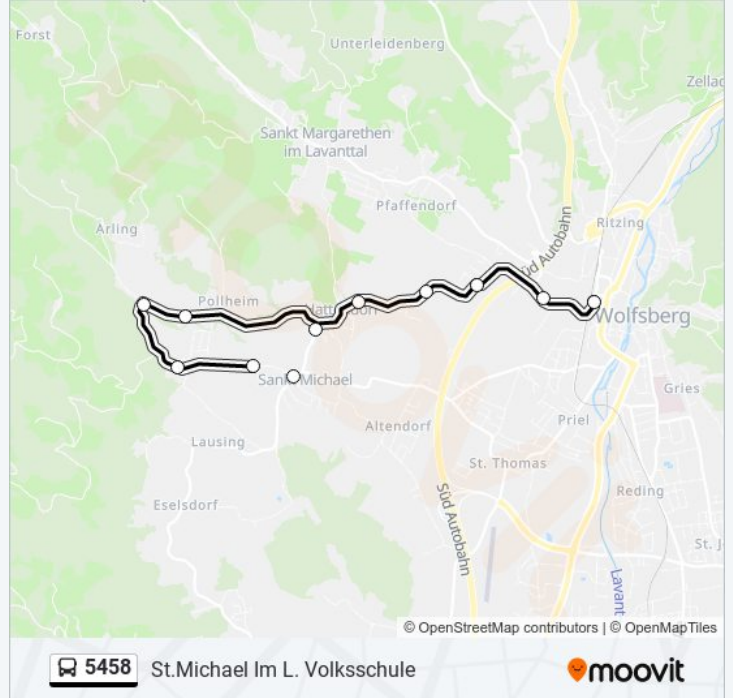 Forst
Unterleidenberg
Zellac
Sankt Margarethen
im Lavanttal
Pfaffendorf
Ritzing
Arling
Süd Autobahn
Pollheim
Wolfsberg
Sankt Michael
Gries
Altendorf
Priel
Lausing
St. Thomas
Reding
Eselsdorf
Süd Autobahn
St. J
Lavant
© OpenStreetMap contributors | © OpenMapTiles
5458 St.Michael Im L. Volksschule
moovit